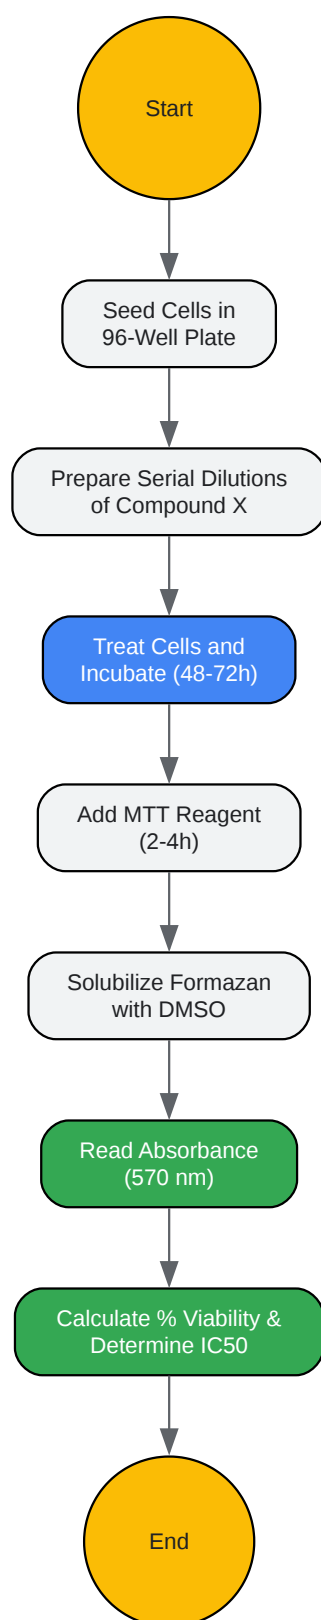 Start
Seed Cells in
96-Well Plate
Prepare Serial Dilutions
of Compound X
Treat Cells and
Incubate (48-72h)
Add MTT Reagent
(2-4h)
Solubilize Formazan
with DMSO
Read Absorbance
(570 nm)
Calculate % Viability &
Determine IC50
End